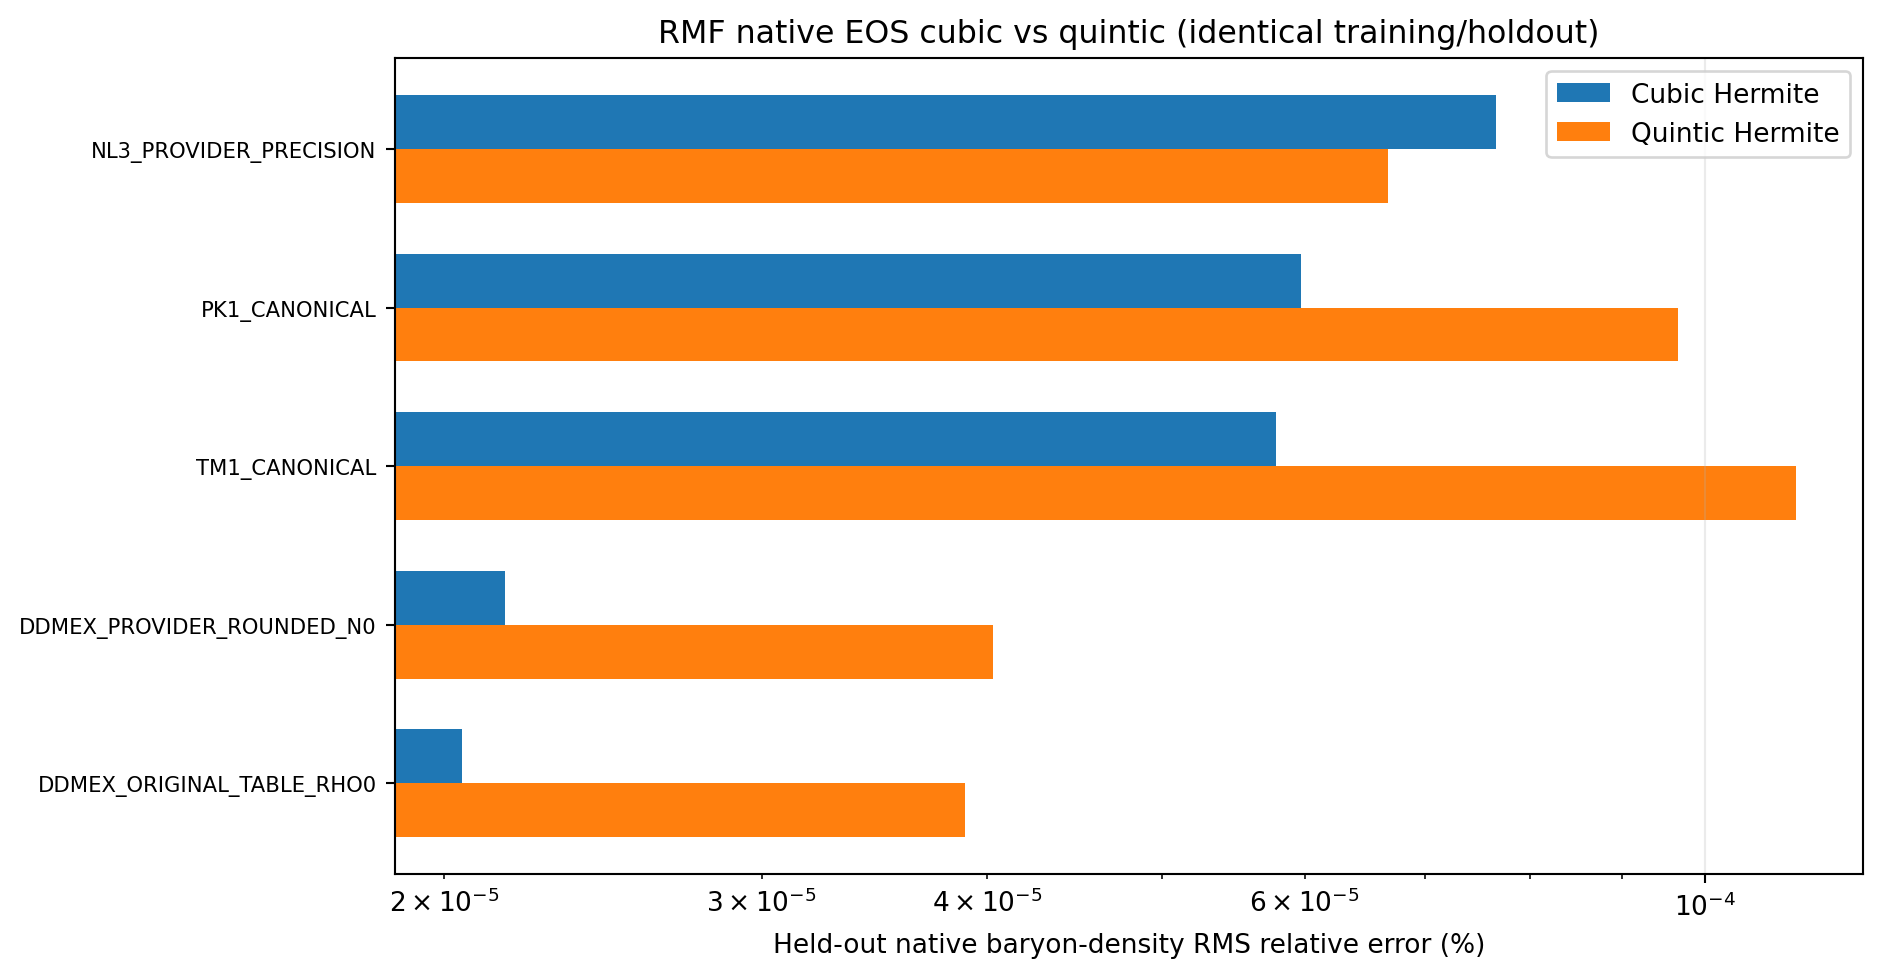 RMF native EOS cubic vs quintic (identical training/holdout)
Cubic Hermite
Quintic Hermite
NL3_PROVIDER_PRECISION
PK1_CANONICAL
TM1_CANONICAL
DDMEX_PROVIDER_ROUNDED_N0
DDMEX_ORIGINAL_TABLE_RHO0
2 × 10⁻⁵ 3 × 10⁻⁵ 4 × 10⁻⁵ 6 × 10⁻⁵ 10⁻⁴
Held-out native baryon-density RMS relative error (%)